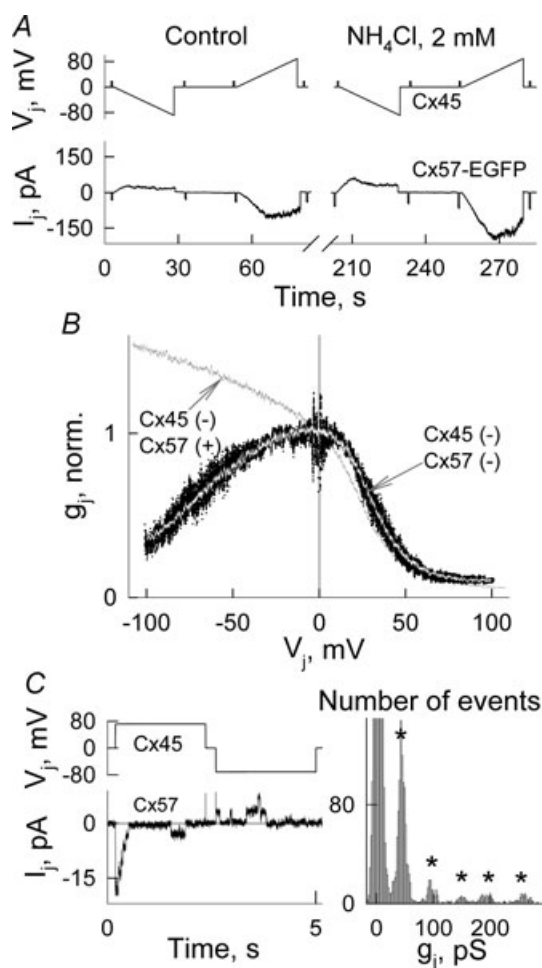 A
Control
NH4Cl, 2 mM
Vj, mV
80
0
-80
Cx45
Ij, pA
150
0
-150
Cx57-EGFP
0 30 60 210 240 270
Time, s
B
gj, norm.
1
0
Cx45 (-)
Cx57 (+)
Cx45 (-)
Cx57 (-)
-100 -50 0 50 100
Vj, mV
C
Vj, mV
80
0
-80
Cx45
Ij, pA
0
-15
Cx57
0 5
Time, s
Number of events
80
0
* * * * *
0 100 200
gj, pS